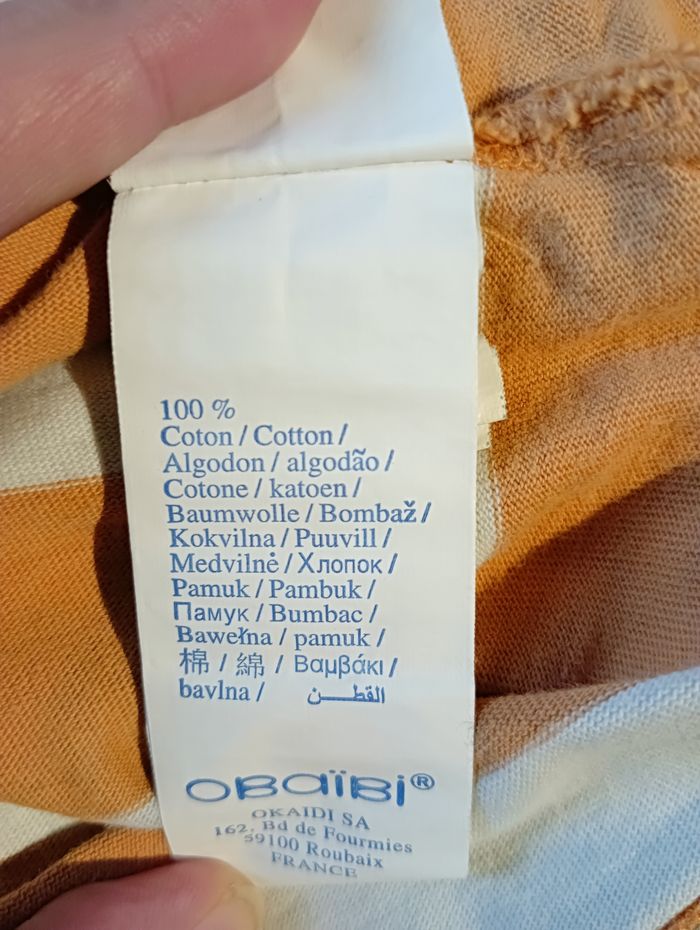 100 %
Coton / Cotton /
Algodon / algodão /
Cotone / katoen /
Baumwolle / Bombaž /
Kokvilna / Puuvill /
Medvilnė / Хлопок /
Pamuk / Pambuk /
Памук / Bumbac /
Bawełna / pamuk /
棉 / 綿 / Βαμβάκι /
bavlna / القطــــن
OBaïBi®
OKAIDI SA
162, Bd de Fourmies
59100 Roubaix
FRANCE